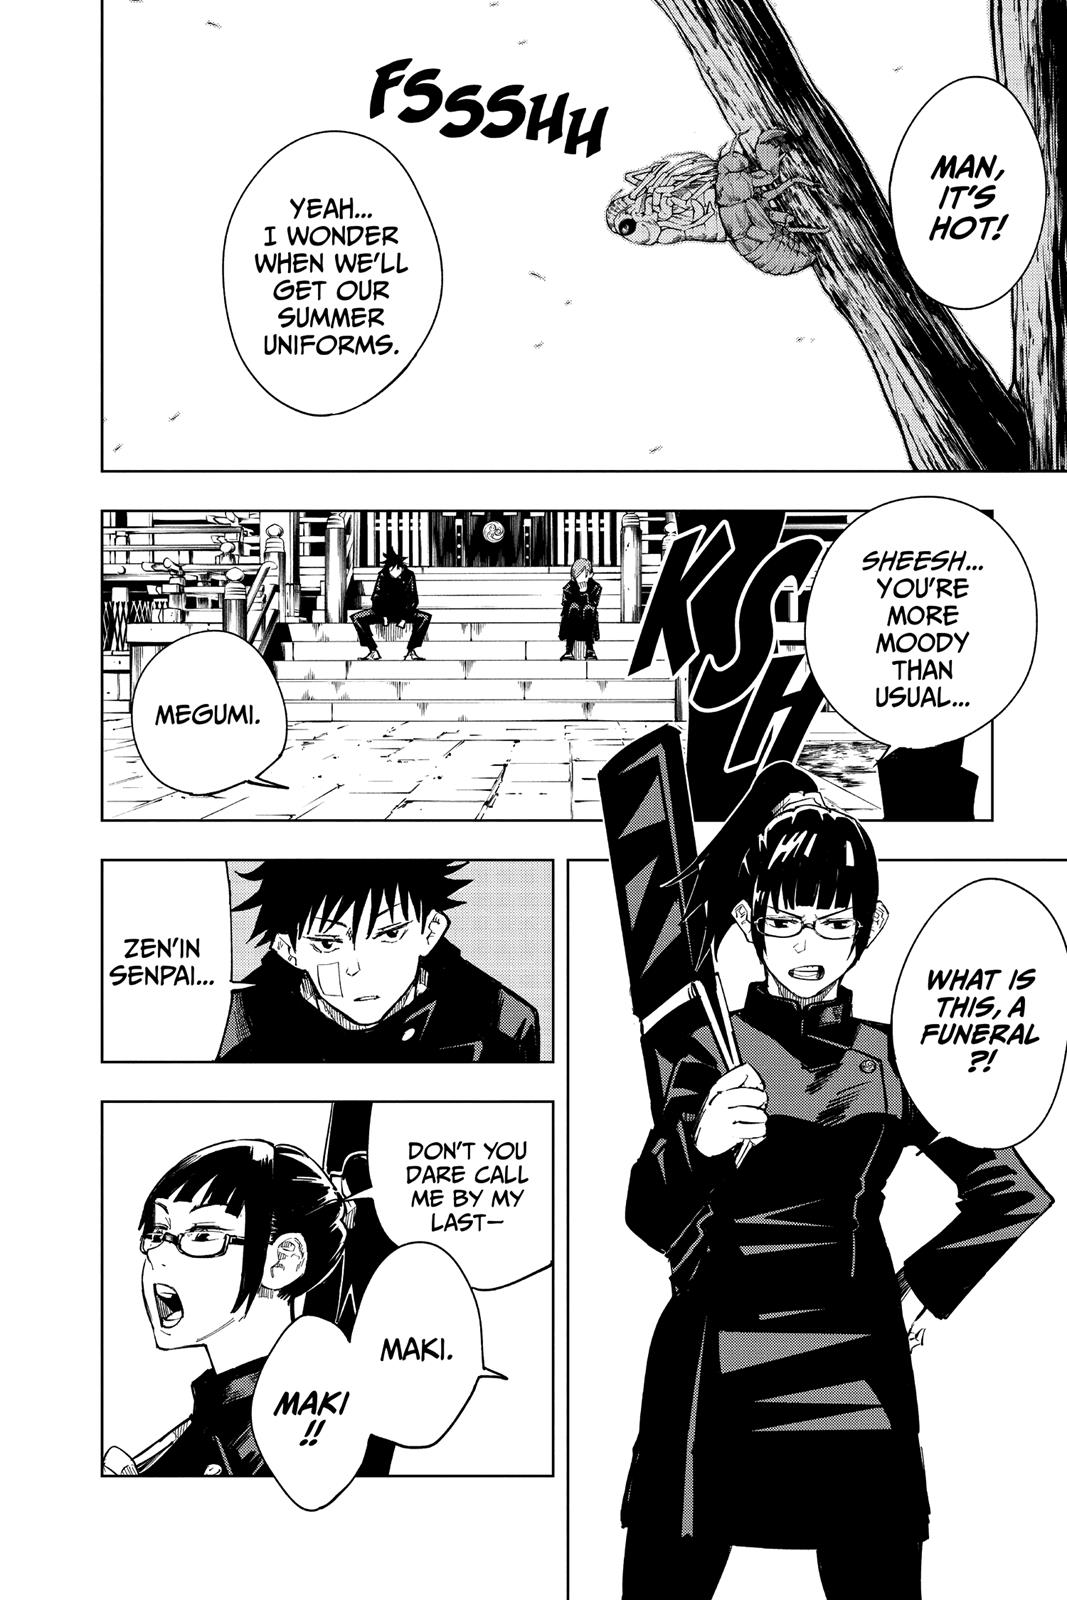 MAN,
IT'S
HOT!
FSSSHH
YEAH...
I WONDER
WHEN WE'LL
GET OUR
SUMMER
UNIFORMS.
SHEESH...
YOU'RE
MORE
MOODY
THAN
USUAL...
KSH
MEGUMI.
WHAT IS
THIS, A
FUNERAL
?!
ZEN'IN
SENPAI...
DON'T YOU
DARE CALL
ME BY MY
LAST—
MAKI.
MAKI
!!